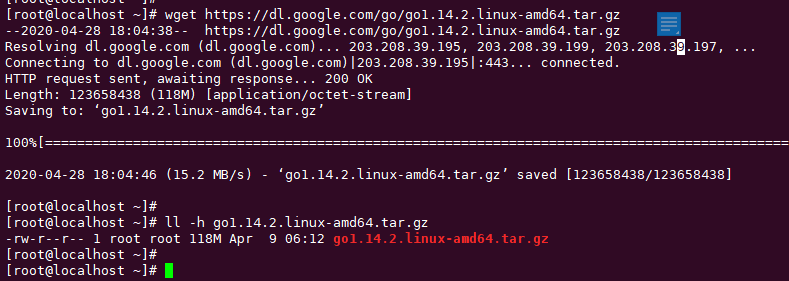 [root@localhost ~]# wget https://dl.google.com/go/go1.14.2.linux-amd64.tar.gz
--2020-04-28 18:04:38--  https://dl.google.com/go/go1.14.2.linux-amd64.tar.gz
Resolving dl.google.com (dl.google.com)... 203.208.39.195, 203.208.39.199, 203.208.39.197, ...
Connecting to dl.google.com (dl.google.com)|203.208.39.195|:443... connected.
HTTP request sent, awaiting response... 200 OK
Length: 123658438 (118M) [application/octet-stream]
Saving to: ‘go1.14.2.linux-amd64.tar.gz’
100%[==============================================================================================
2020-04-28 18:04:46 (15.2 MB/s) - ‘go1.14.2.linux-amd64.tar.gz’ saved [123658438/123658438]
[root@localhost ~]#
[root@localhost ~]# ll -h go1.14.2.linux-amd64.tar.gz
-rw-r--r-- 1 root root 118M Apr  9 06:12 go1.14.2.linux-amd64.tar.gz
[root@localhost ~]#
[root@localhost ~]#